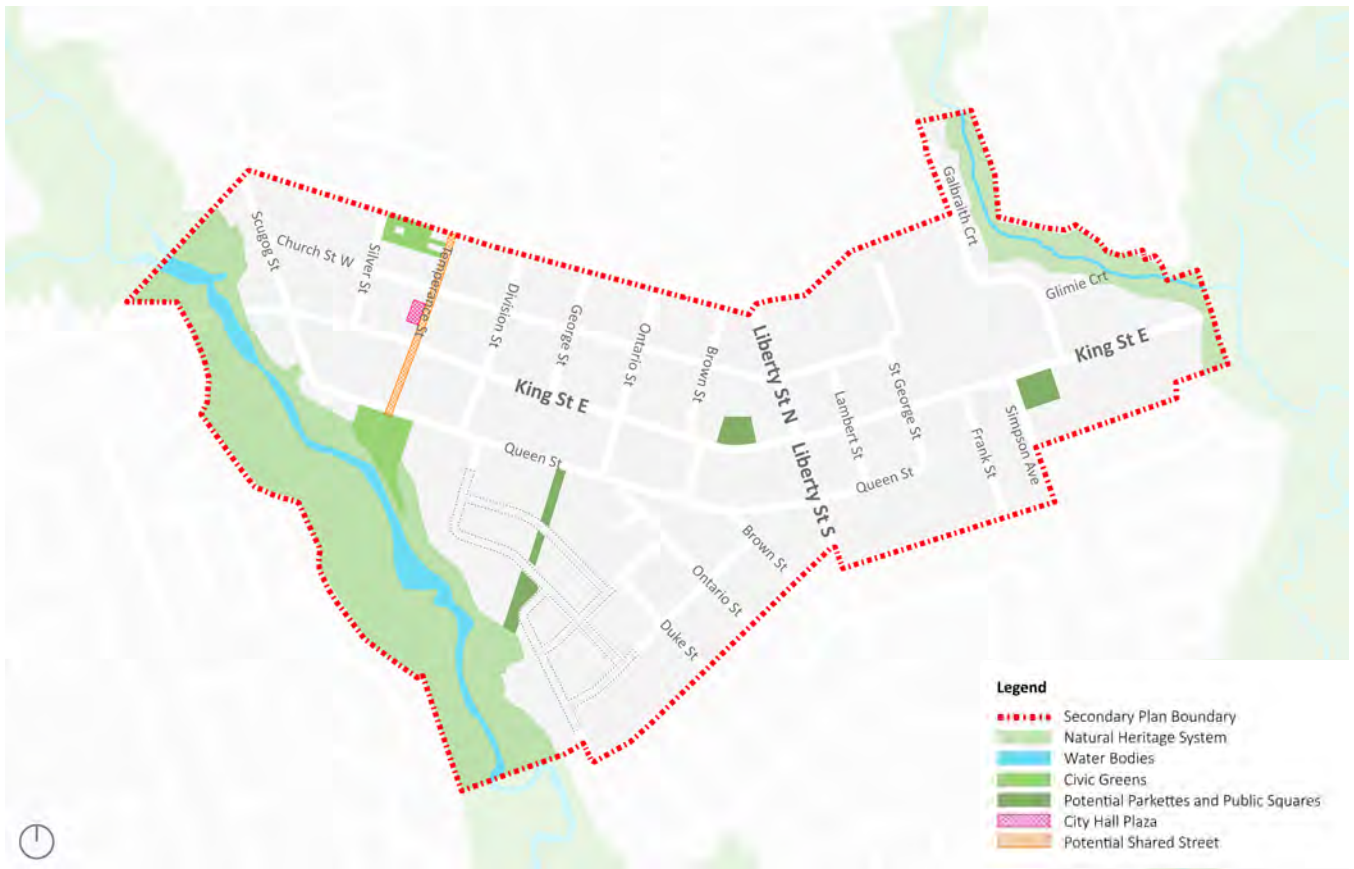 Galbraith Crt
Scugog St
Church St W
Silver St
Temperance St
Division St
George St
Ontario St
Brown St
Liberty St N
Glimie Crt
King St E
King St E
St George St
Lambert St
Liberty St S
Simpson Ave
Frank St
Queen St
Queen St
Brown St
Ontario St
Duke St
Legend
Secondary Plan Boundary
Natural Heritage System
Water Bodies
Civic Greens
Potential Parkettes and Public Squares
City Hall Plaza
Potential Shared Street